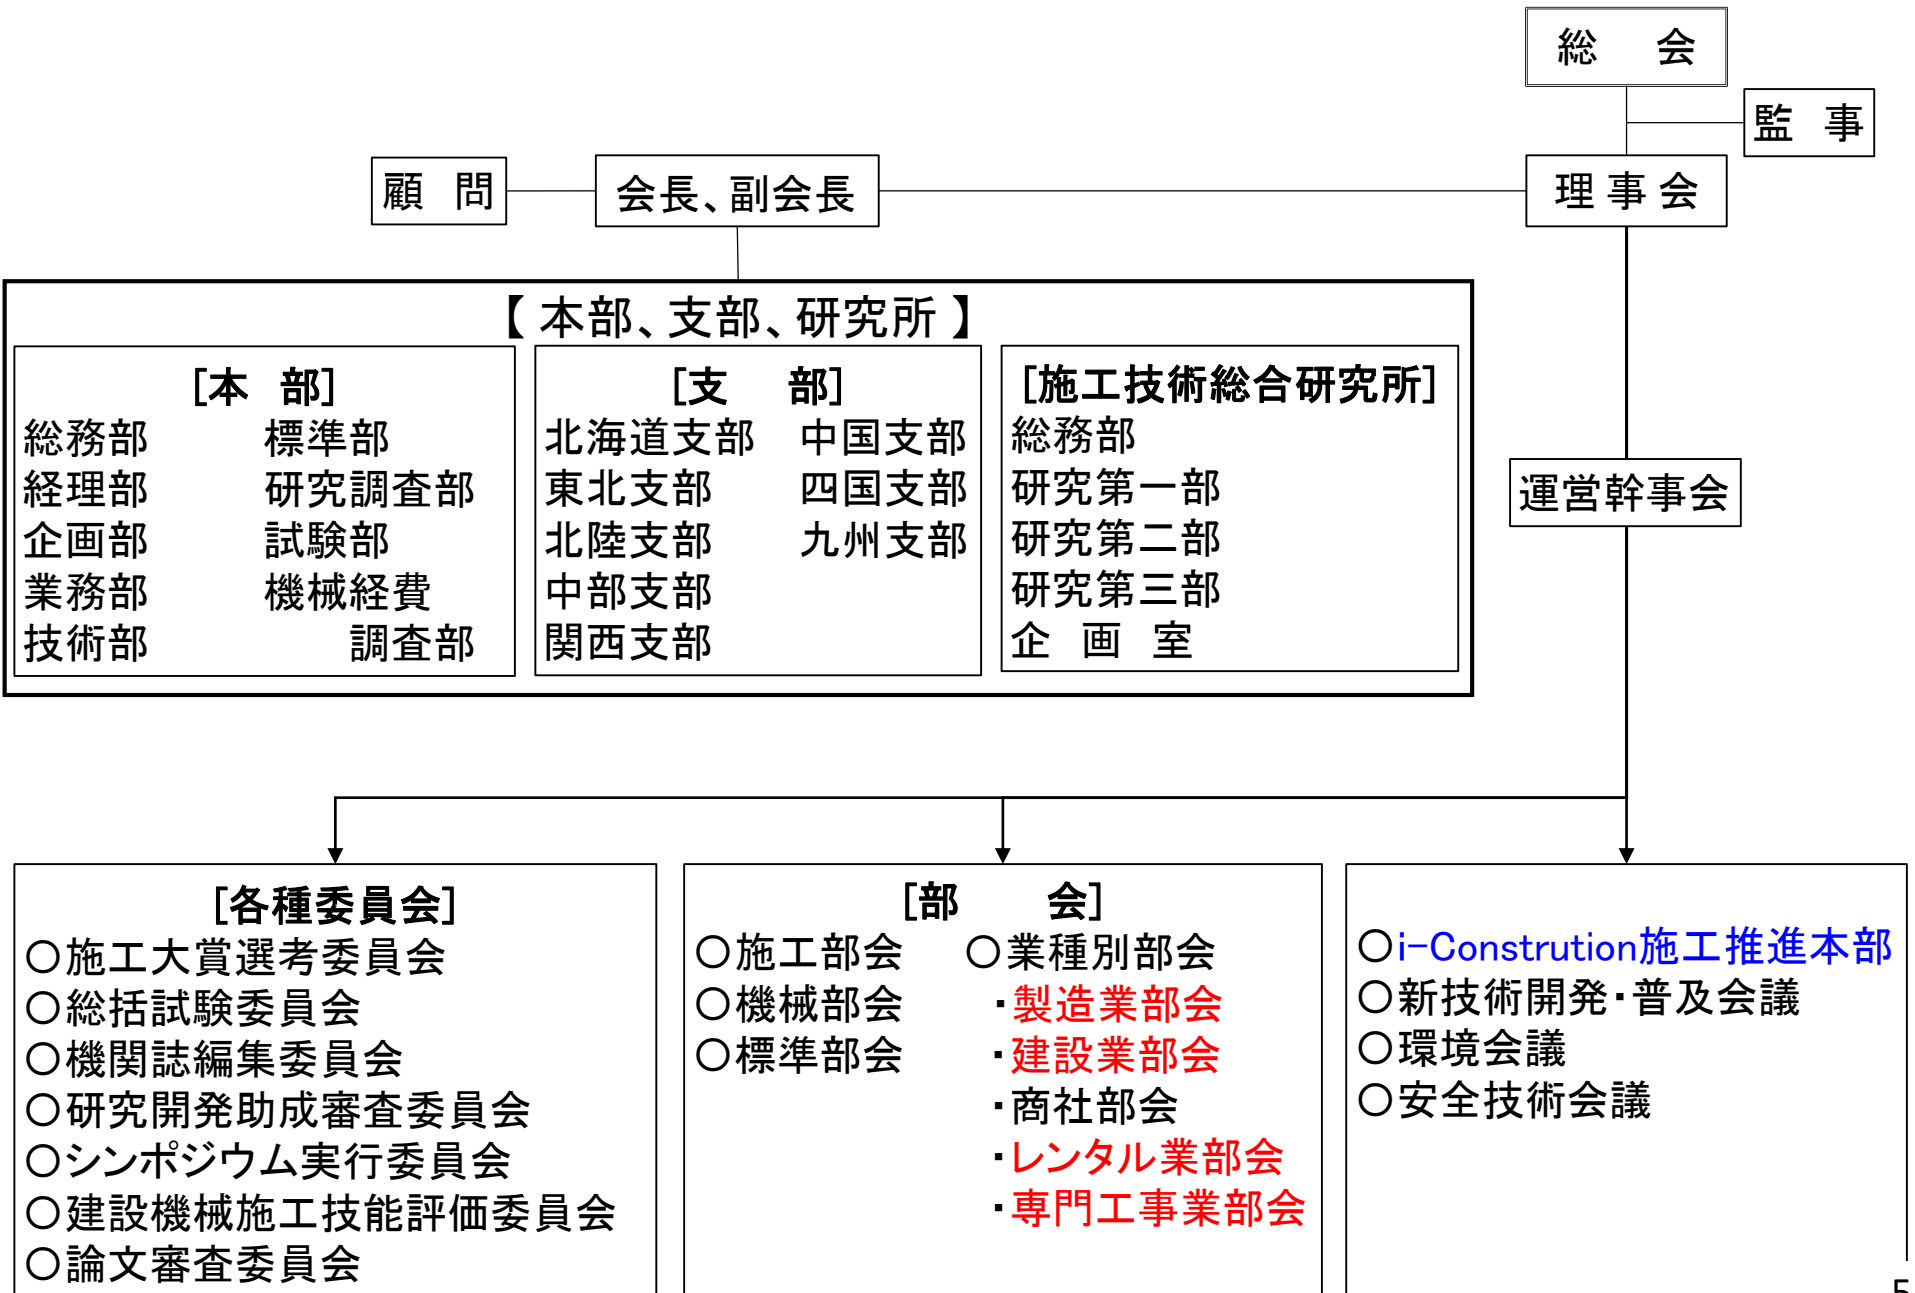 総　会
監　事
顧　問
会長、副会長
理事会
【 本部、支部、研究所 】
[本　部]
総務部　標準部
経理部　研究調査部
企画部　試験部
業務部　機械経費
技術部　調査部
[支　部]
北海道支部　中国支部
東北支部　四国支部
北陸支部　九州支部
中部支部
関西支部
[施工技術総合研究所]
総務部
研究第一部
研究第二部
研究第三部
企　画　室
運営幹事会
[各種委員会]
○施工大賞選考委員会
○総括試験委員会
○機関誌編集委員会
○研究開発助成審査委員会
○シンポジウム実行委員会
○建設機械施工技能評価委員会
○論文審査委員会
[部　会]
○施工部会　○業種別部会
○機械部会　・製造業部会
○標準部会　・建設業部会
・商社部会
・レンタル業部会
・専門工事業部会
○i-Constrution施工推進本部
○新技術開発・普及会議
○環境会議
○安全技術会議
5